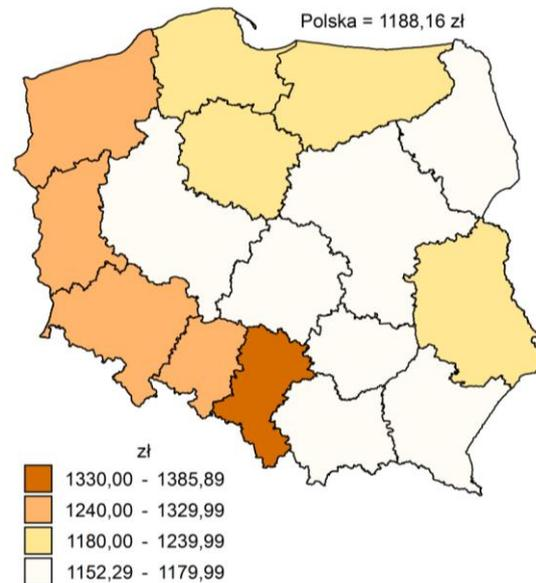 Polska = 1188,16 zł
zł
1330,00 - 1385,89
1240,00 - 1329,99
1180,00 - 1239,99
1152,29 - 1179,99